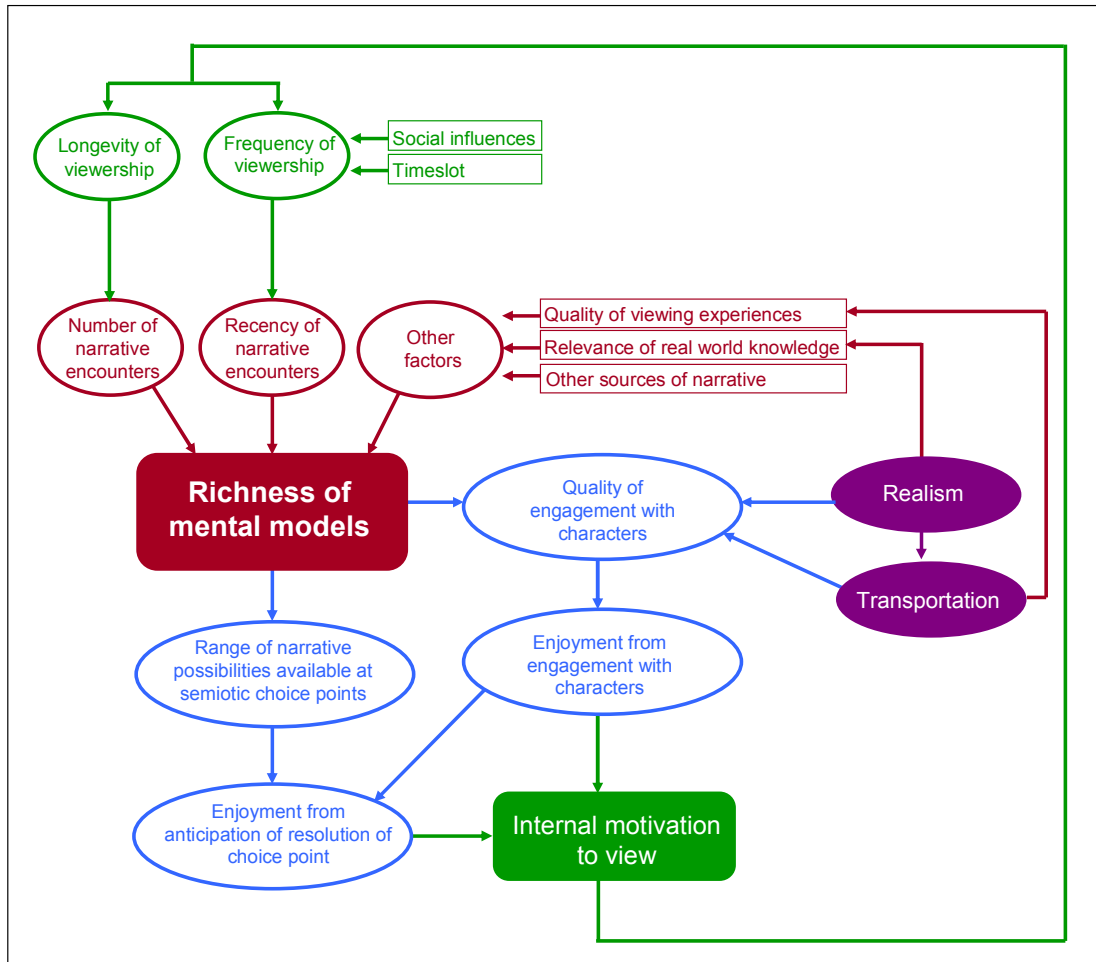 Longevity of
viewership
Frequency of
viewership
Social influences
Timeslot
Number of
narrative
encounters
Recency of
narrative
encounters
Other
factors
Quality of viewing experiences
Relevance of real world knowledge
Other sources of narrative
Richness of
mental models
Quality of
engagement with
characters
Realism
Transportation
Range of narrative
possibilities available at
semiotic choice points
Enjoyment from
engagement with
characters
Enjoyment from
anticipation of resolution of
choice point
Internal motivation
to view